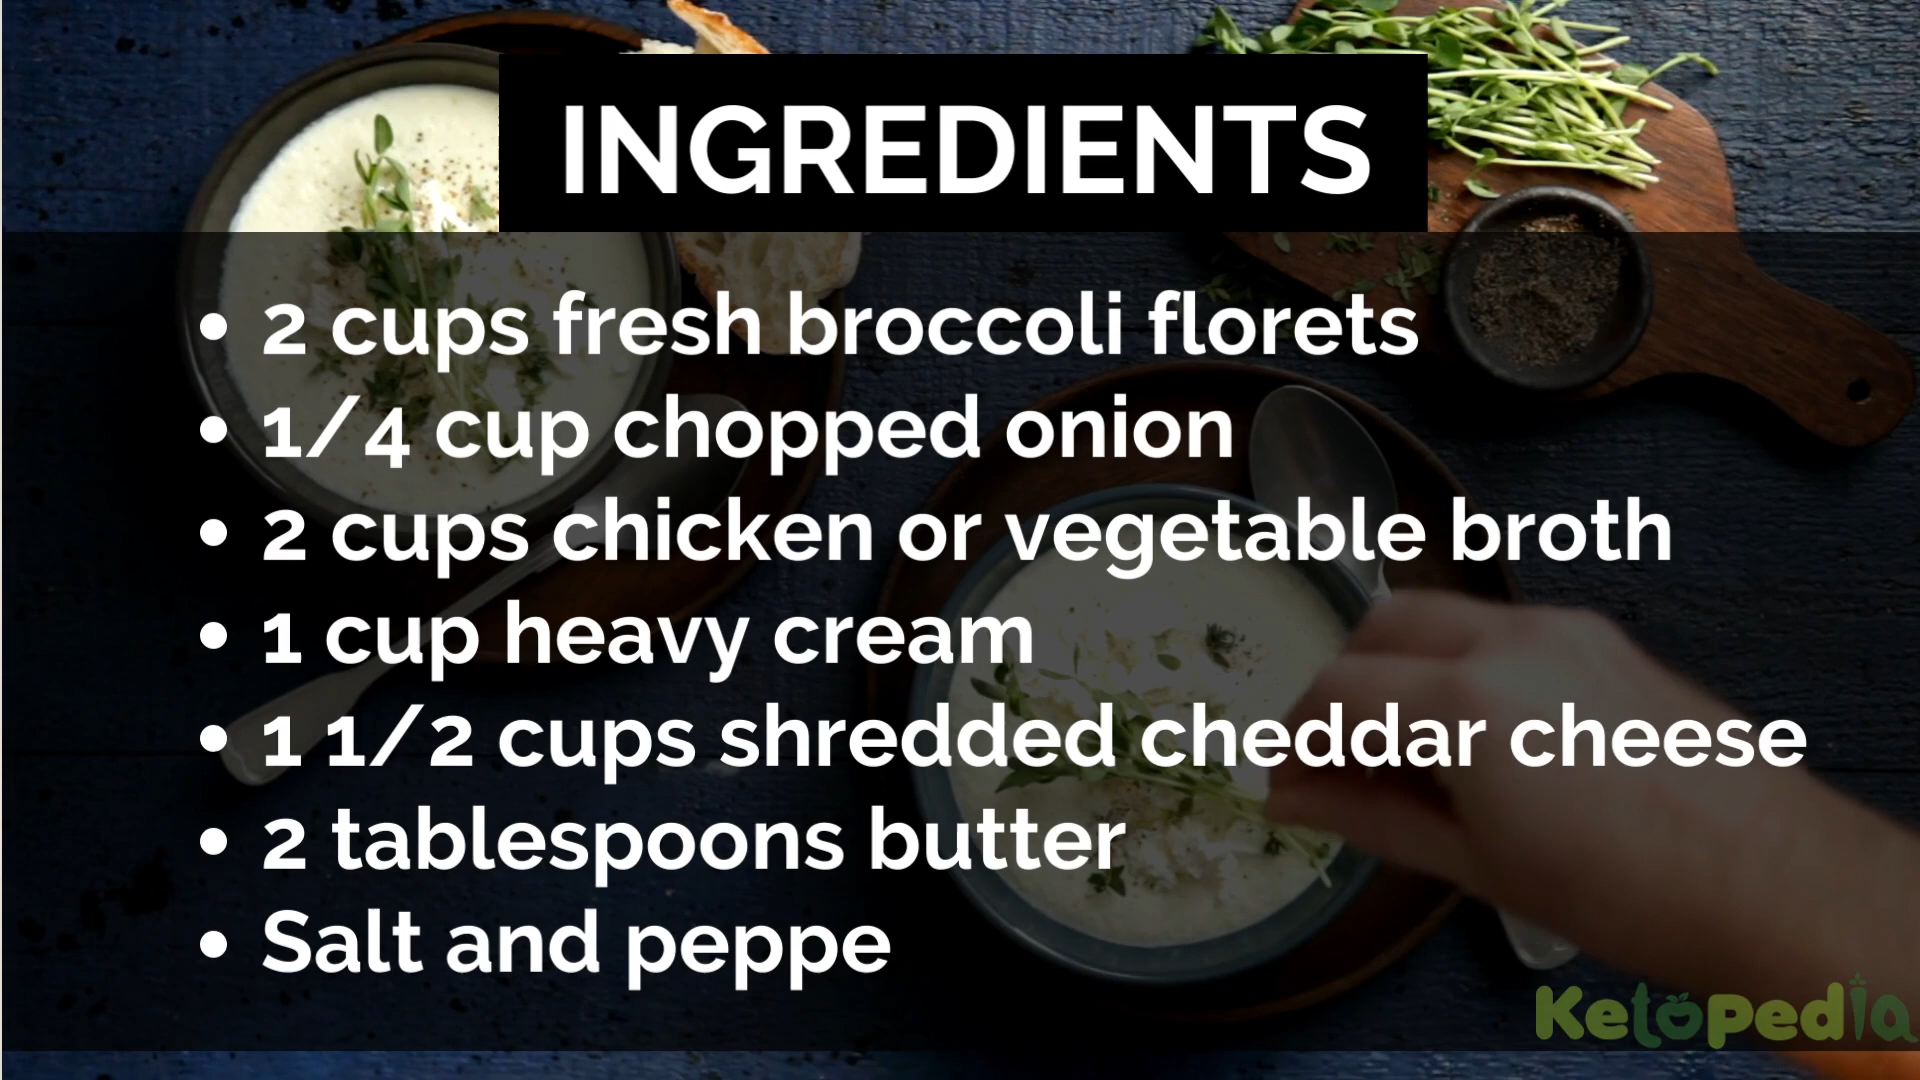 INGREDIENTS
• 2 cups fresh broccoli florets
• 1/4 cup chopped onion
• 2 cups chicken or vegetable broth
• 1 cup heavy cream
• 1 1/2 cups shredded cheddar cheese
• 2 tablespoons butter
• Salt and peppe
Ketopedia